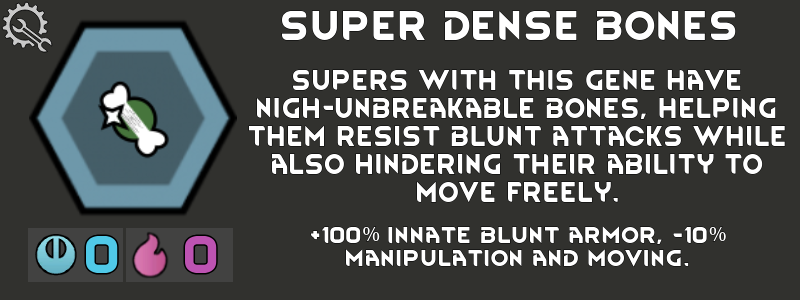 SUPER DENSE BONES
SUPERS WITH THIS GENE HAVE
NIGH-UNBREAKABLE BONES, HELPING
THEM RESIST BLUNT ATTACKS WHILE
ALSO HINDERING THEIR ABILITY TO
MOVE FREELY.
+100% INNATE BLUNT ARMOR, -10%
MANIPULATION AND MOVING.
0 0